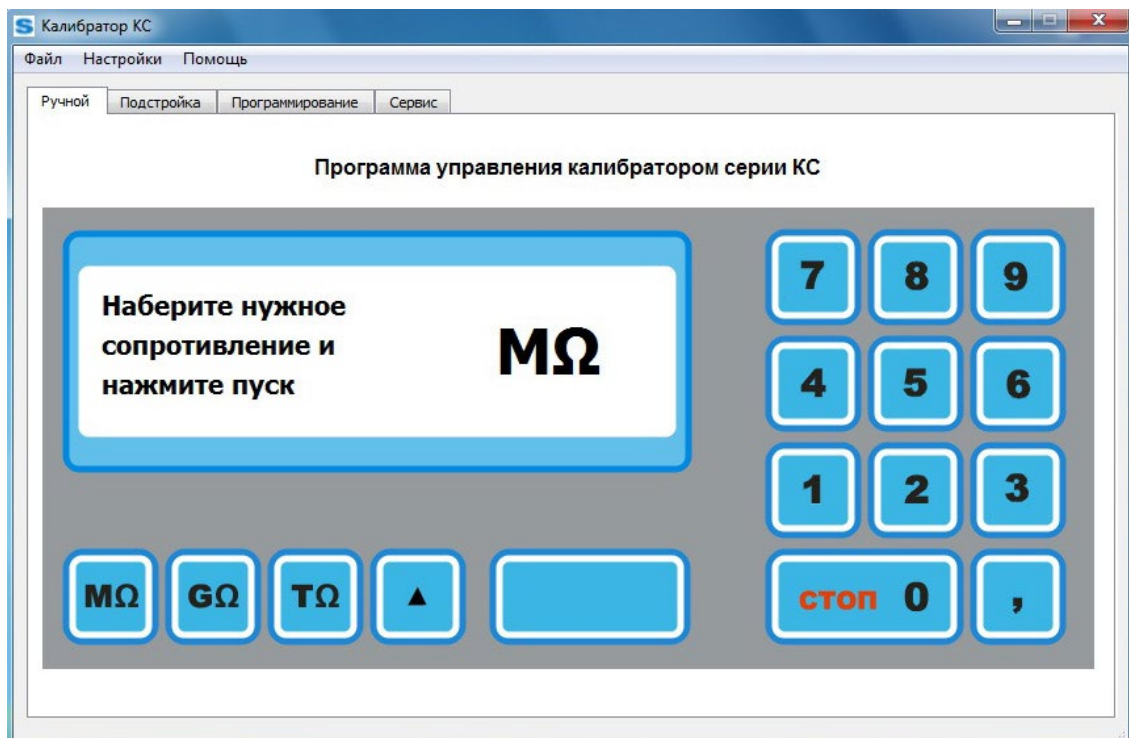 S Калибратор КС
Файл Настройки Помощь
Ручной Подстройка Программирование Сервис
Программа управления калибратором серии КС
Наберите нужное
сопротивление и
нажмите пуск
MΩ
7 8 9
4 5 6
1 2 3
MΩ GΩ TΩ ▲ стоп 0 ,